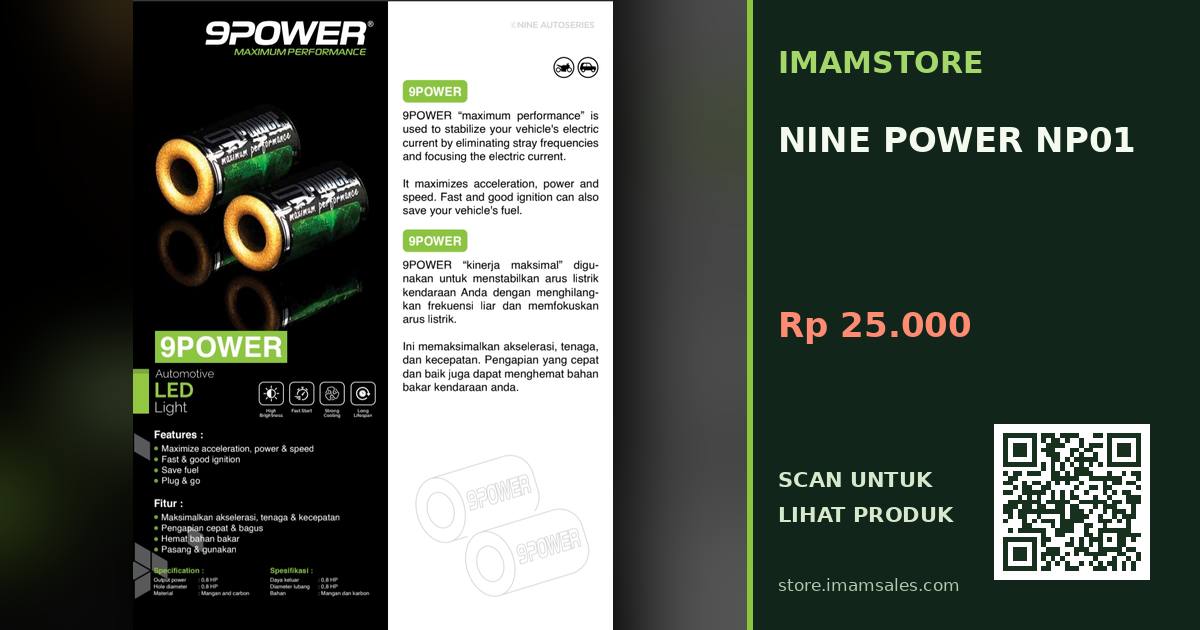 9POWER®
MAXIMUM PERFORMANCE
9POWER
maximum performance
9POWER
maximum performance
9POWER
Automotive
LED
Light
High
Brightness
Fast Start
Strong
Cooling
Long
Lifespan
Features :
Maximize acceleration, power & speed
Fast & good ignition
Save fuel
Plug & go
Fitur :
Maksimalkan akselerasi, tenaga & kecepatan
Pengapian cepat & bagus
Hemat bahan bakar
Pasang & gunakan
Specification :
Output power : 0.8 HP
Hole diameter : 0.8 HP
Material : Mangan and carbon
Spesifikasi :
Daya keluar : 0,8 HP
Diameter lubang : 0,8 HP
Bahan : Mangan dan karbon
©NINE AUTOSERIES
9POWER
9POWER “maximum performance” is
used to stabilize your vehicle's electric
current by eliminating stray frequencies
and focusing the electric current.
It maximizes acceleration, power and
speed. Fast and good ignition can also
save your vehicle's fuel.
9POWER
9POWER “kinerja maksimal” digu-
nakan untuk menstabilkan arus listrik
kendaraan Anda dengan menghilang-
kan frekuensi liar dan memfokuskan
arus listrik.
Ini memaksimalkan akselerasi, tenaga,
dan kecepatan. Pengapian yang cepat
dan baik juga dapat menghemat bahan
bakar kendaraan anda.
9POWER
9POWER
IMAMSTORE
NINE POWER NP01
Rp 25.000
SCAN UNTUK
LIHAT PRODUK
store.imamsales.com